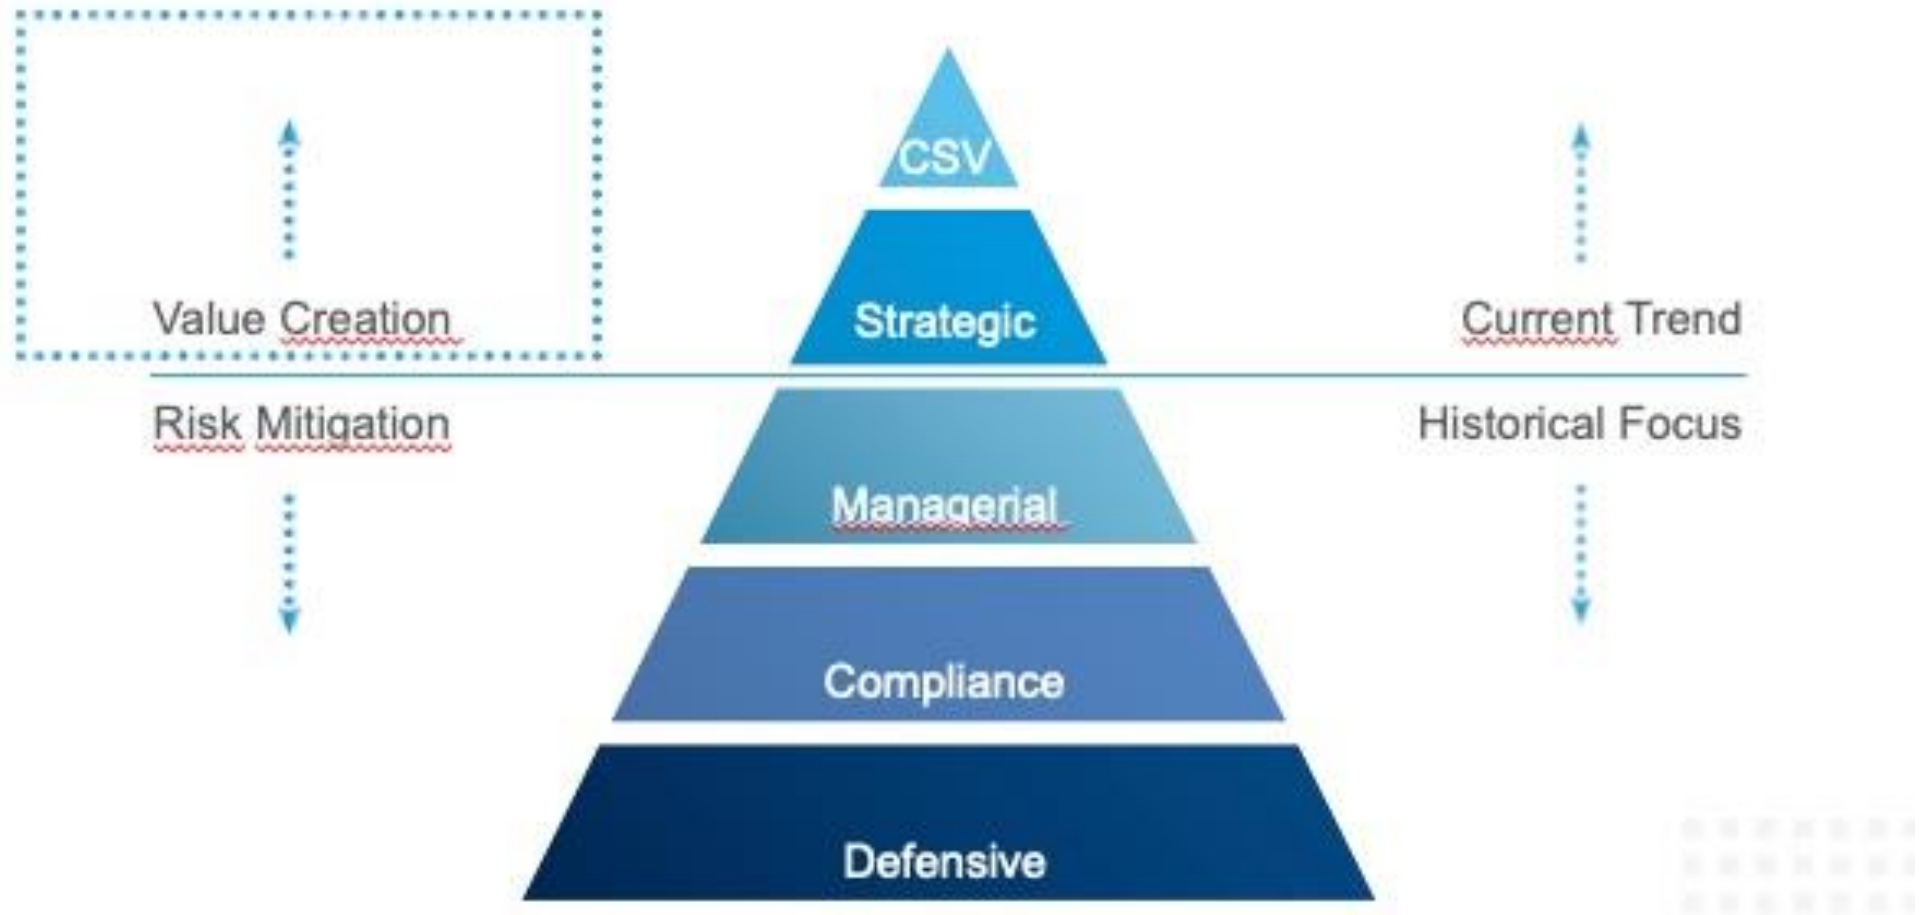 CSV
Strategic
Value Creation
Current Trend
Risk Mitigation
Historical Focus
Managerial
Compliance
Defensive